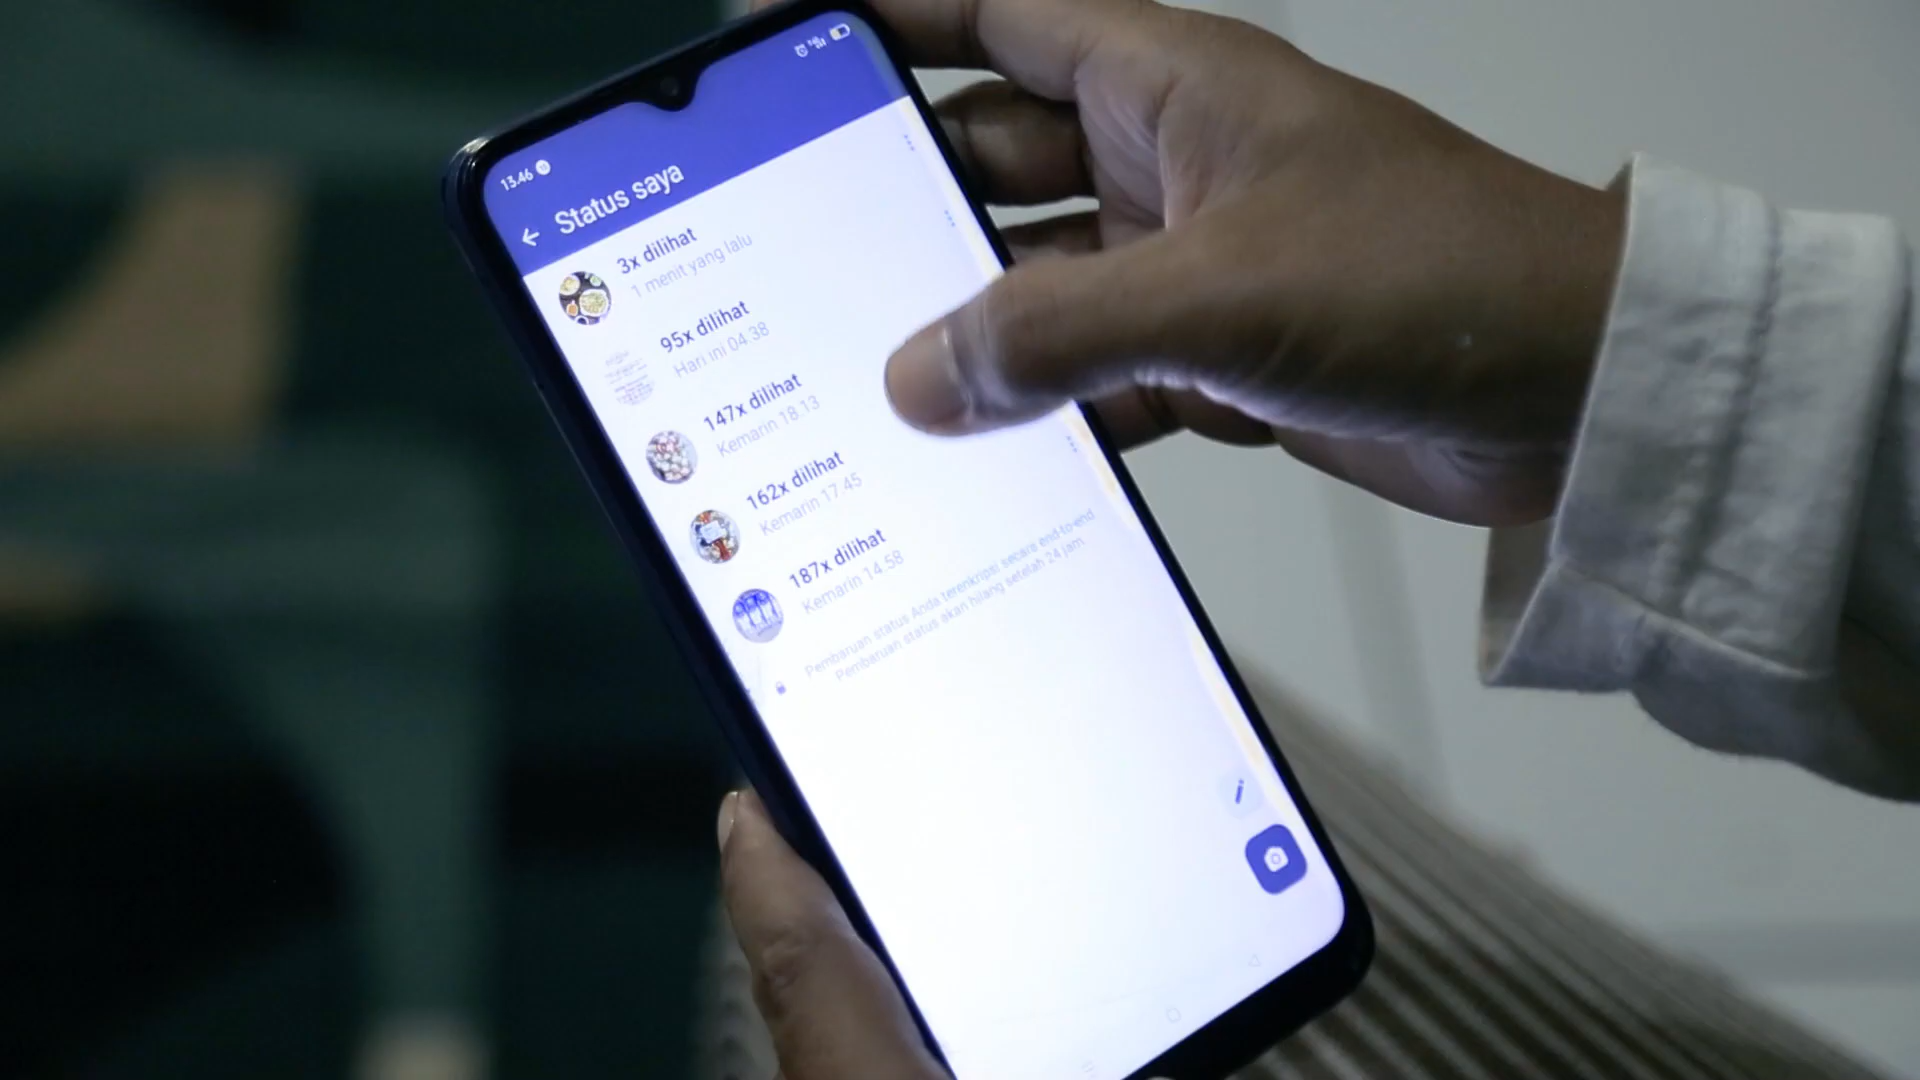 13.46
Status saya
3x dilihat
1 menit yang lalu
95x dilihat
Hari ini 04.38
147x dilihat
Kemarin 18.13
162x dilihat
Kemarin 17.45
187x dilihat
Kemarin 14.58
Pembaruan status Anda terenkripsi secara end-to-end.
Pembaruan status akan hilang setelah 24 jam.